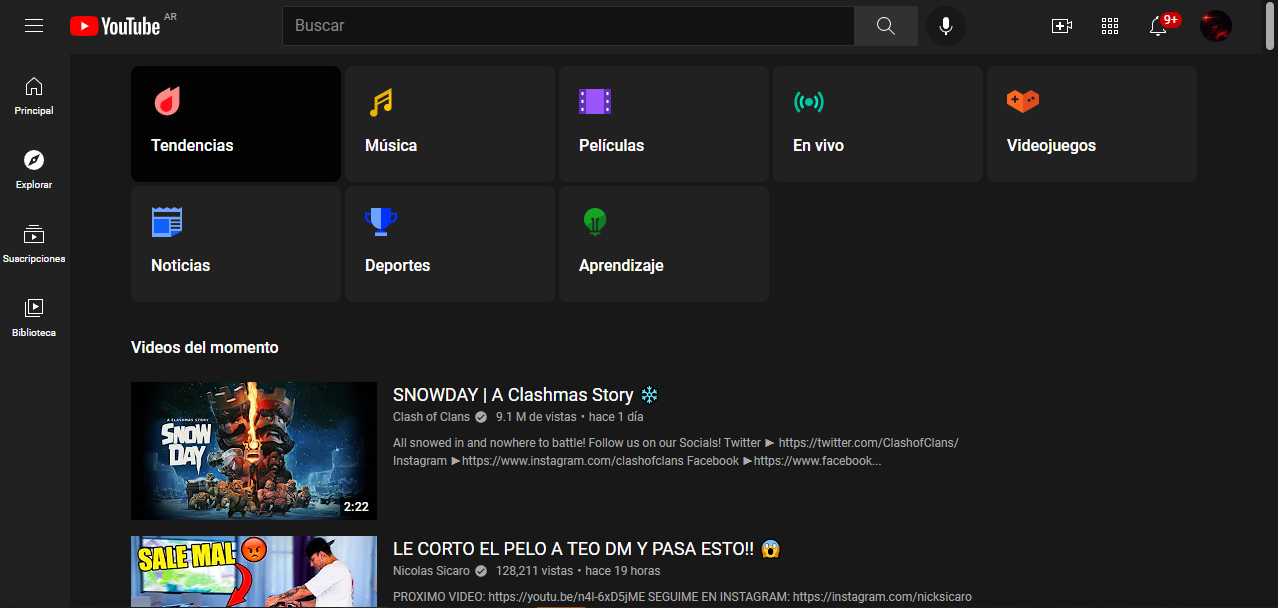 YouTube AR
Buscar
9+
Principal
Explorar
Suscripciones
Biblioteca
Tendencias
Música
Películas
En vivo
Videojuegos
Noticias
Deportes
Aprendizaje
Videos del momento
A CLASHMAS STORY
SNOW
DAY
2:22
SNOWDAY | A Clashmas Story ❄
Clash of Clans 9.1 M de vistas • hace 1 día
All snowed in and nowhere to battle! Follow us on our Socials! Twitter ► https://twitter.com/ClashofClans/
Instagram ►https://www.instagram.com/clashofclans Facebook ►https://www.facebook...
SALE MAL
LE CORTO EL PELO A TEO DM Y PASA ESTO!! 😱
Nicolas Sicaro 128,211 vistas • hace 19 horas
PROXIMO VIDEO: https://youtu.be/n4l-6xD5jME SEGUIME EN INSTAGRAM: https://instagram.com/nicksicaro